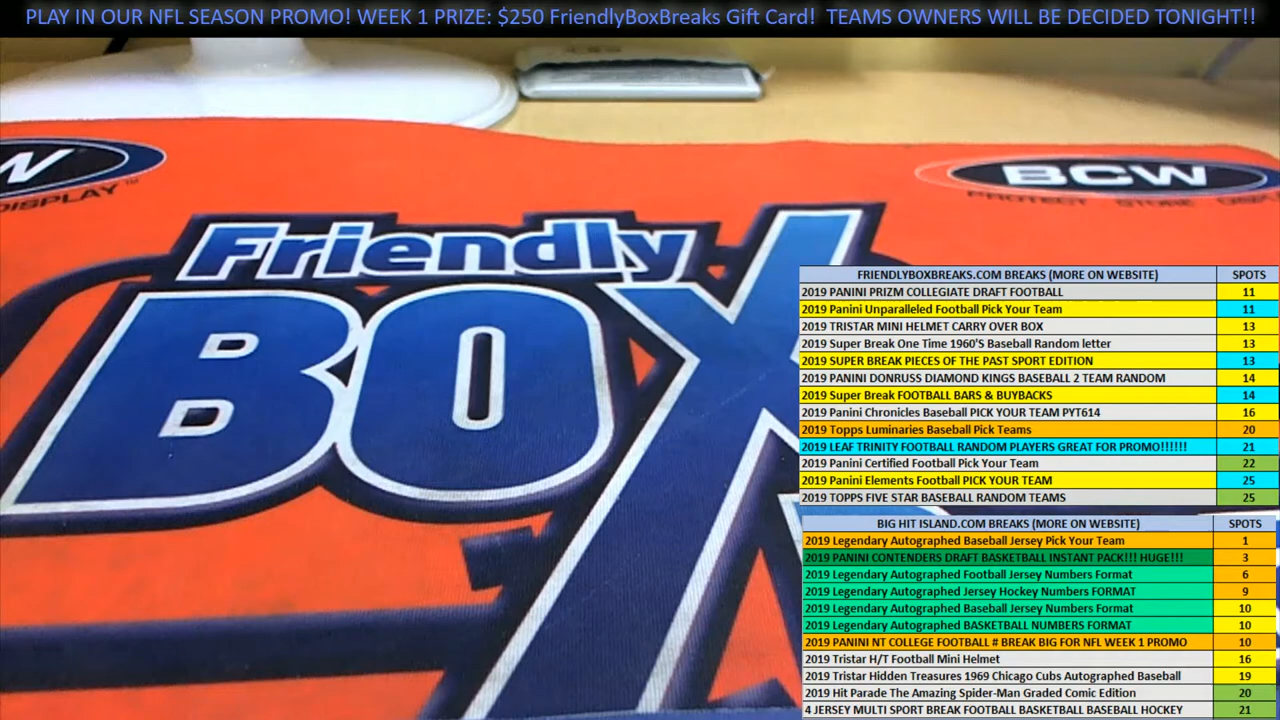 PLAY IN OUR NFL SEASON PROMO! WEEK 1 PRIZE: $250 FriendlyBoxBreaks Gift Card! TEAMS OWNERS WILL BE DECIDED TONIGHT!!
W
DISPLAY™
BCW
PROTECT STORE
Friendly
BOX
FRIENDLYBOXBREAKS.COM BREAKS (MORE ON WEBSITE) SPOTS
2019 PANINI PRIZM COLLEGIATE DRAFT FOOTBALL 11
2019 Panini Unparalleled Football Pick Your Team 11
2019 TRISTAR MINI HELMET CARRY OVER BOX 13
2019 Super Break One Time 1960'S Baseball Random letter 13
2019 SUPER BREAK PIECES OF THE PAST SPORT EDITION 13
2019 PANINI DONRUSS DIAMOND KINGS BASEBALL 2 TEAM RANDOM 14
2019 Super Break FOOTBALL BARS & BUYBACKS 14
2019 Panini Chronicles Baseball PICK YOUR TEAM PYT614 16
2019 Topps Luminaries Baseball Pick Teams 20
2019 LEAF TRINITY FOOTBALL RANDOM PLAYERS GREAT FOR PROMO!!!!!! 21
2019 Panini Certified Football Pick Your Team 22
2019 Panini Elements Football PICK YOUR TEAM 25
2019 TOPPS FIVE STAR BASEBALL RANDOM TEAMS 25
BIG HIT ISLAND.COM BREAKS (MORE ON WEBSITE) SPOTS
2019 Legendary Autographed Baseball Jersey Pick Your Team 1
2019 PANINI CONTENDERS DRAFT BASKETBALL INSTANT PACK!!! HUGE!!! 3
2019 Legendary Autographed Football Jersey Numbers Format 6
2019 Legendary Autographed Jersey Hockey Numbers FORMAT 9
2019 Legendary Autographed Baseball Jersey Numbers Format 10
2019 Legendary Autographed BASKETBALL NUMBERS FORMAT 10
2019 PANINI NT COLLEGE FOOTBALL # BREAK BIG FOR NFL WEEK 1 PROMO 10
2019 Tristar H/T Football Mini Helmet 16
2019 Tristar Hidden Treasures 1969 Chicago Cubs Autographed Baseball 19
2019 Hit Parade The Amazing Spider-Man Graded Comic Edition 20
4 JERSEY MULTI SPORT BREAK FOOTBALL BASKETBALL BASEBALL HOCKEY 21